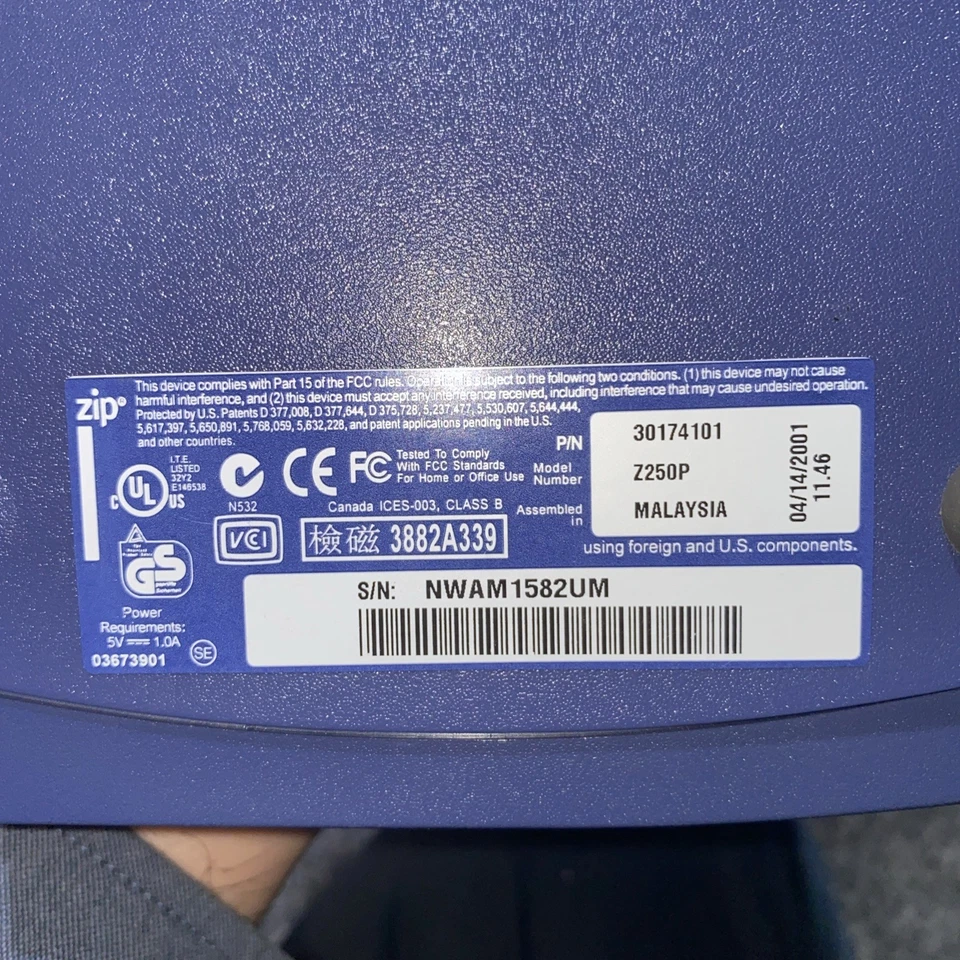 zip®
This device complies with Part 15 of the FCC rules. Operation is subject to the following two conditions. (1) this device may not cause
harmful interference, and (2) this device must accept any interference received, including interference that may cause undesired operation.
Protected by U.S. Patents D 377,008, D 377,644, D 375,728, 5,237,477, 5,530,607, 5,644,444,
5,617,397, 5,650,891, 5,768,059, 5,632,228, and patent applications pending in the U.S.
and other countries.
P/N 30174101
Model Number Z250P
Assembled in MALAYSIA
04/14/2001
11.46
using foreign and U.S. components.
I.T.E.
LISTED
32Y2
E146538
C UL US
N532
CE FC
Tested To Comply
With FCC Standards
For Home or Office Use
Canada ICES-003, CLASS B
VCI
檢磁 3882A339
GS
S/N: NWAM1582UM
Power
Requirements:
5V 1.0A
03673901
SE